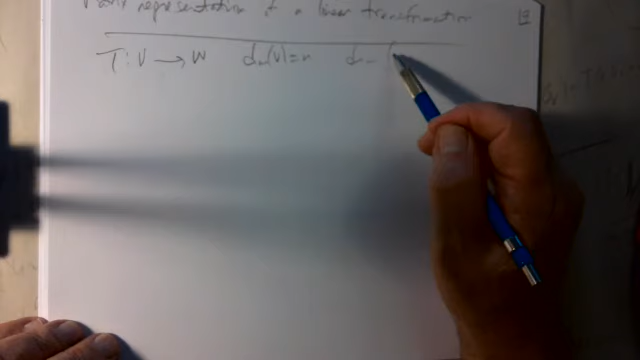 Matrix representation of a linear transformation
T: V → W dim(V)=n dim (